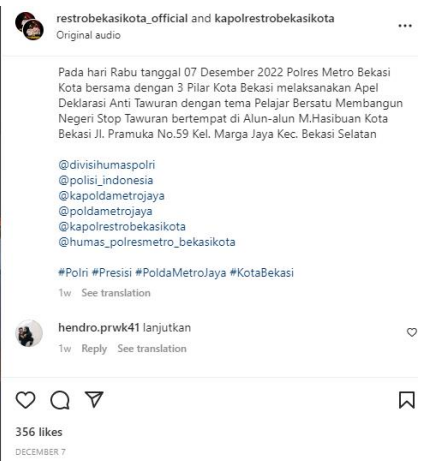 restrobekasikota_official and kapolrestrobekasikota
Original audio
Pada hari Rabu tanggal 07 Desember 2022 Polres Metro Bekasi
Kota bersama dengan 3 Pilar Kota Bekasi melaksanakan Apel
Deklarasi Anti Tawuran dengan tema Pelajar Bersatu Membangun
Negeri Stop Tawuran bertempat di Alun-alun M.Hasibuan Kota
Bekasi Jl. Pramuka No.59 Kel. Marga Jaya Kec. Bekasi Selatan
@divisihumaspolri
@polisi_indonesia
@kapoldametrojaya
@poldametrojaya
@kapolrestrobekasikota
@humas_polresmetro_bekasikota
#Polri #Presisi #PoldaMetroJaya #KotaBekasi
1w See translation
hendro.prwk41 lanjutkan
1w Reply See translation
356 likes
DECEMBER 7